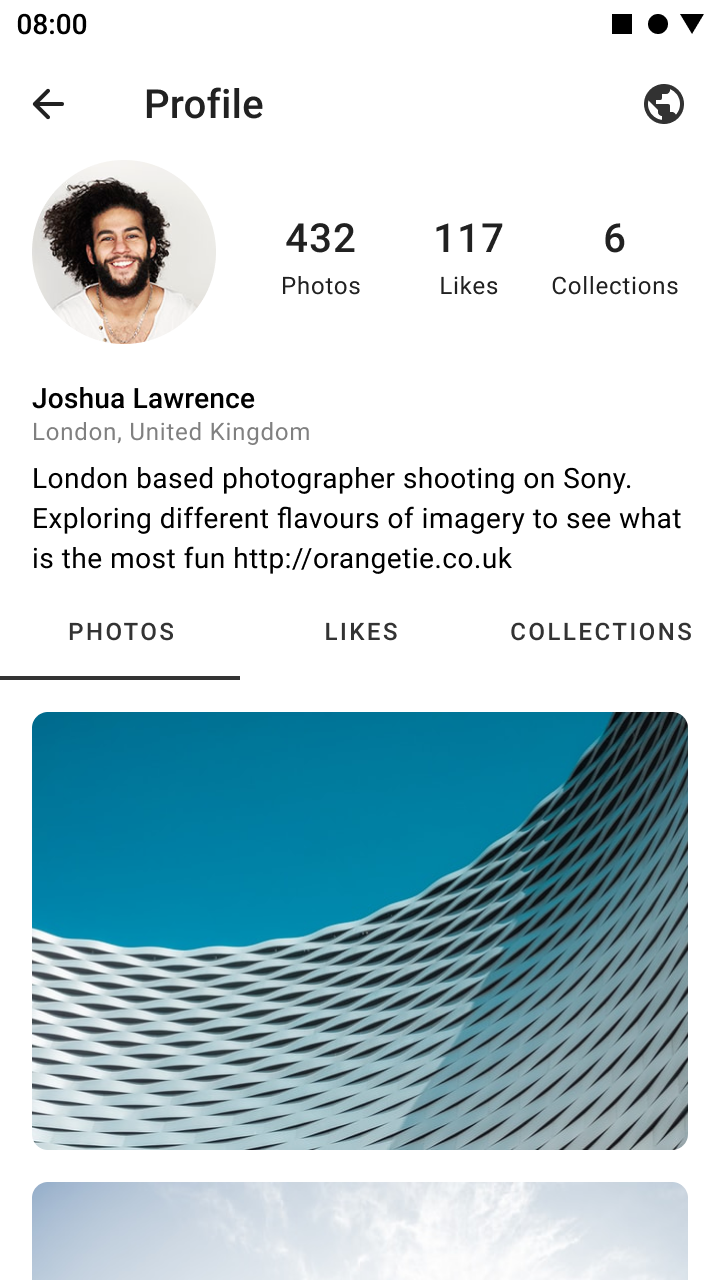 08:00
Profile
432 117 6
Photos Likes Collections
Joshua Lawrence
London, United Kingdom
London based photographer shooting on Sony.
Exploring different flavours of imagery to see what
is the most fun http://orangetie.co.uk
PHOTOS LIKES COLLECTIONS